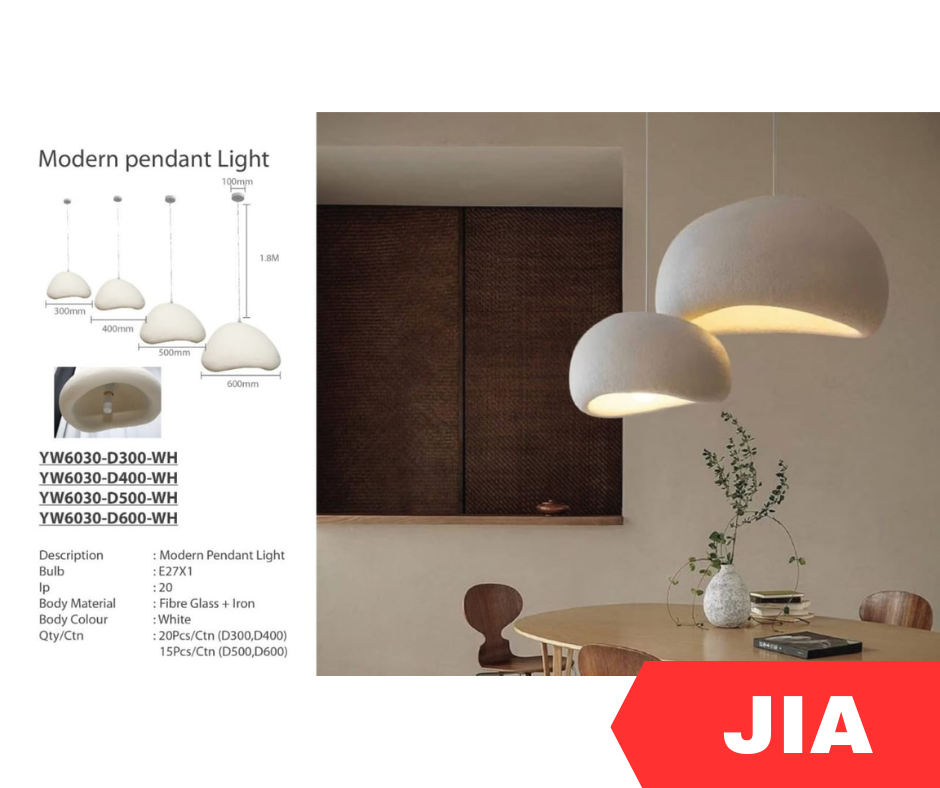 Modern pendant Light
100mm
1.8M
300mm
400mm
500mm
600mm
YW6030-D300-WH
YW6030-D400-WH
YW6030-D500-WH
YW6030-D600-WH
Description : Modern Pendant Light
Bulb : E27X1
Ip : 20
Body Material : Fibre Glass + Iron
Body Colour : White
Qty/Ctn : 20Pcs/Ctn (D300,D400)
15Pcs/Ctn (D500,D600)
JIA